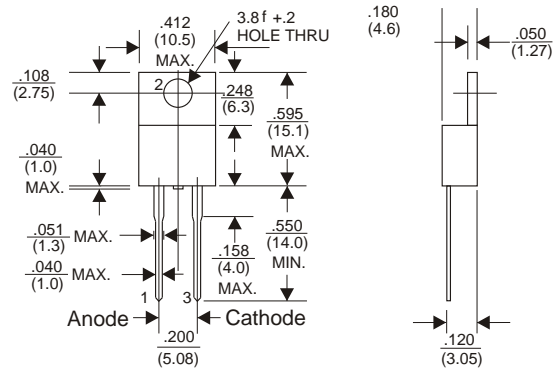 .412
(10.5)
MAX.
3.8 f +.2
HOLE THRU
.180
(4.6)
.050
(1.27)
.108
(2.75)
2
.248
(6.3)
.595
(15.1)
MAX.
.040
(1.0)
MAX.
.051
(1.3)
MAX.
.550
(14.0)
MIN.
.158
(4.0)
MAX.
.040
(1.0)
MAX.
1
3
Anode
Cathode
.200
(5.08)
.120
(3.05)